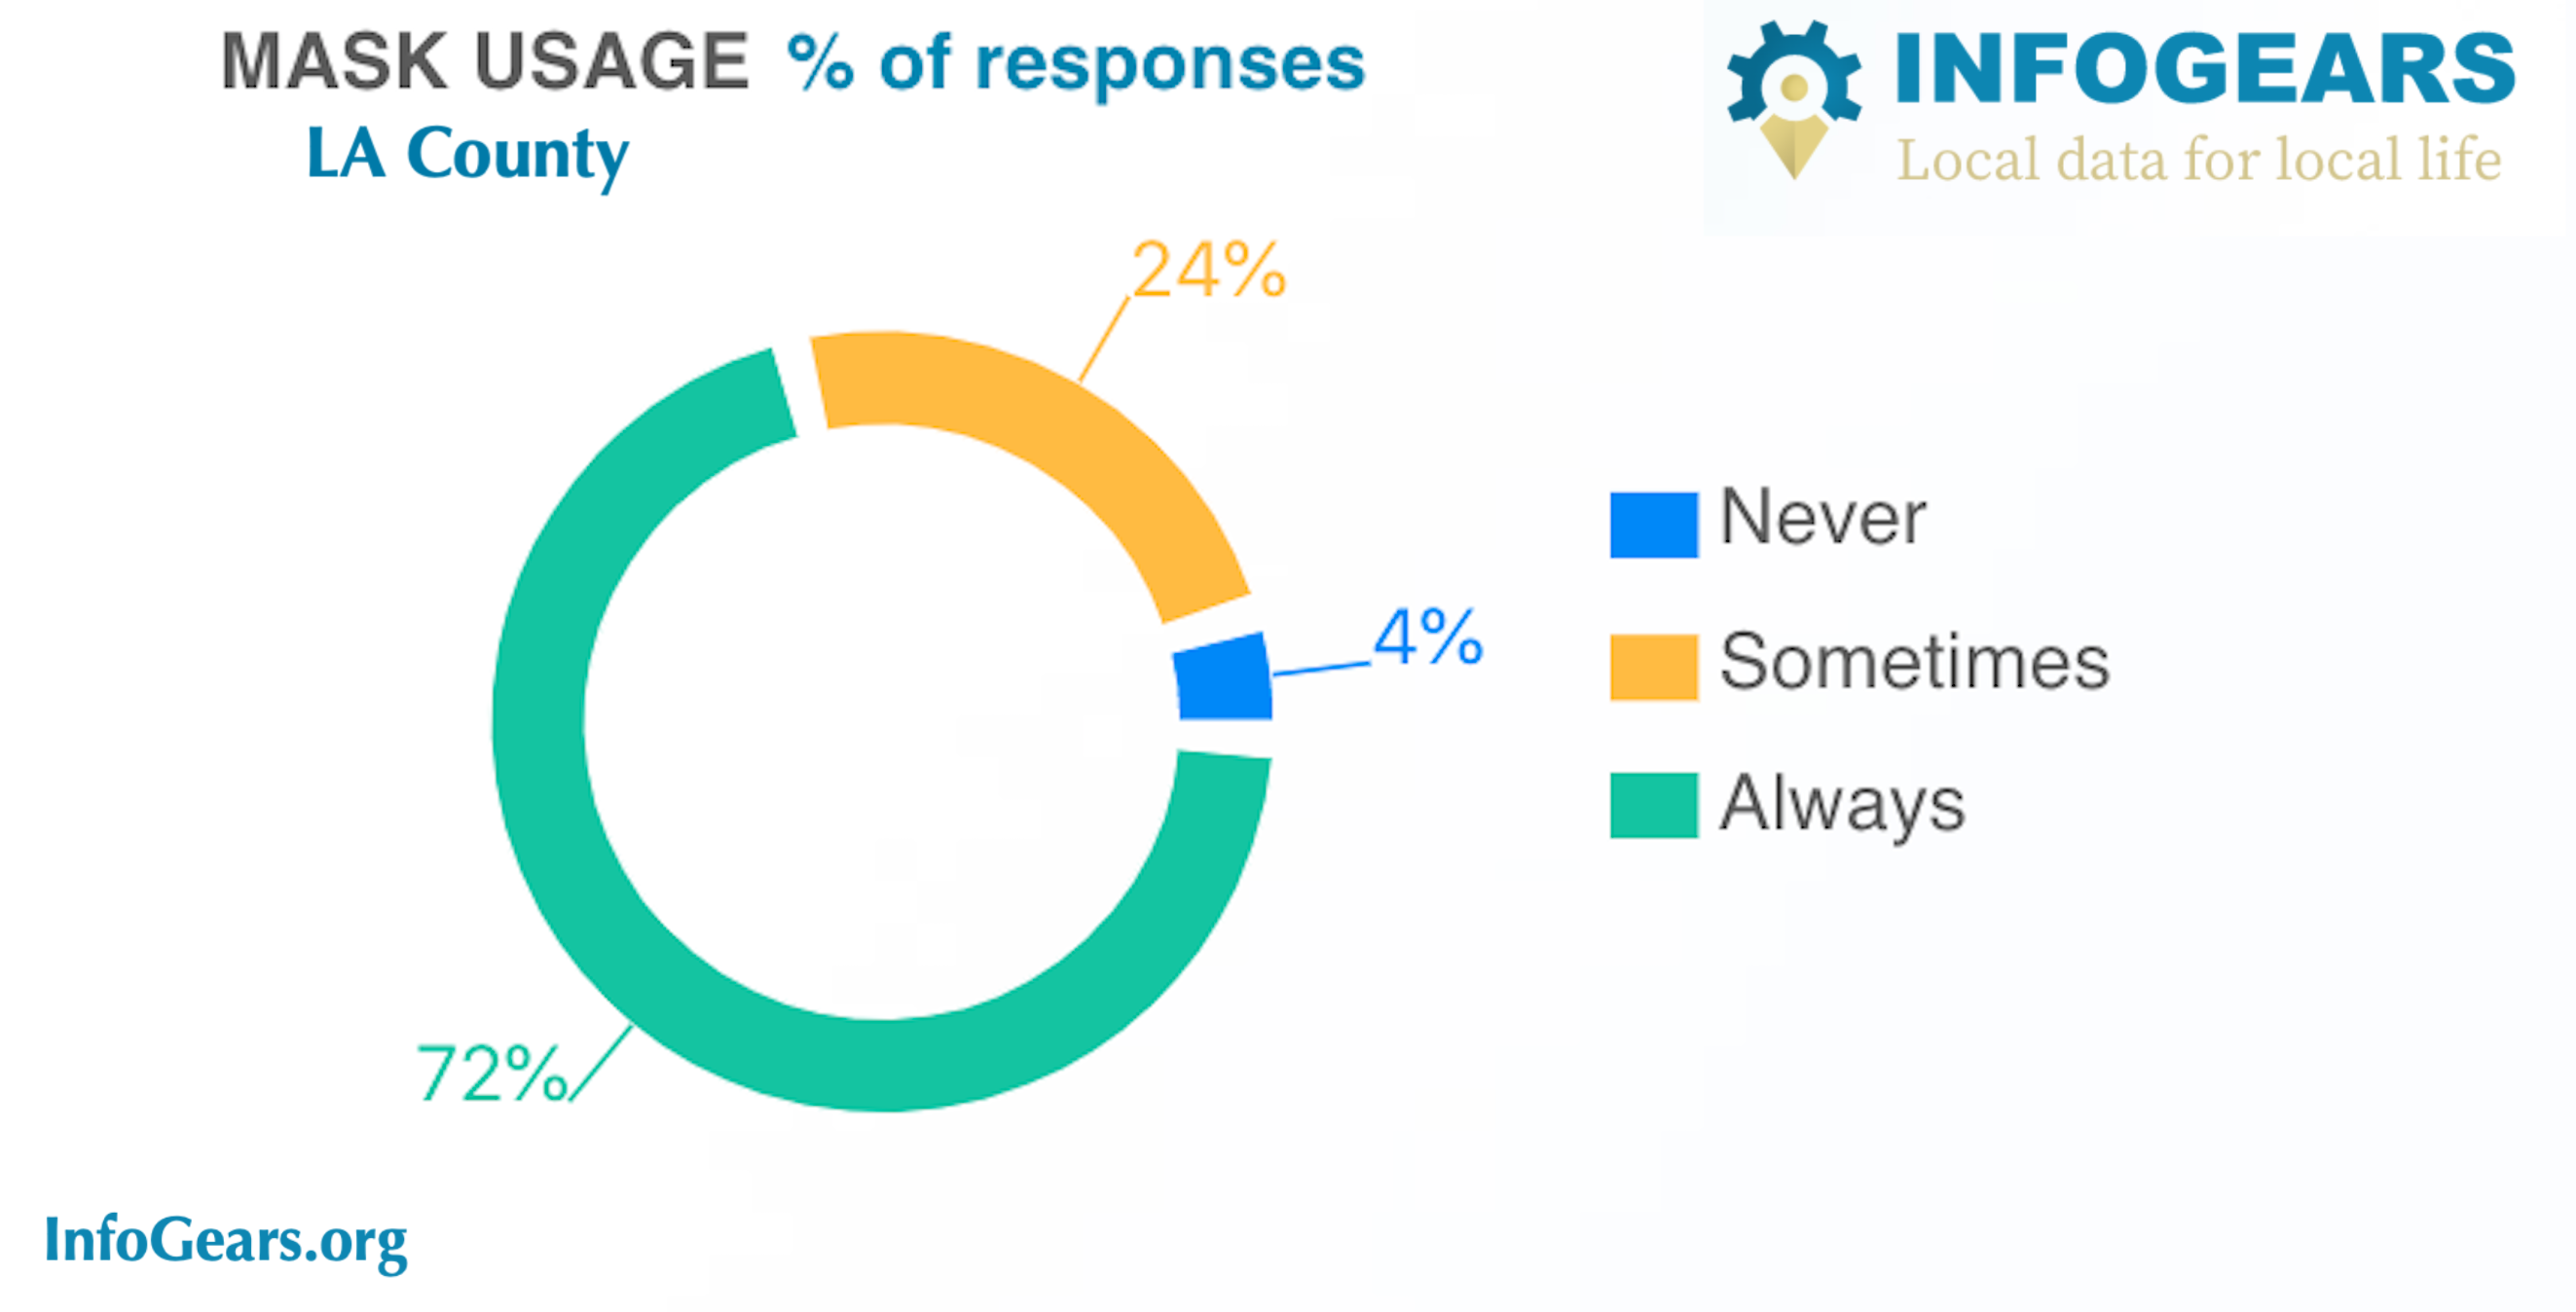 MASK USAGE % of responses
LA County
INFOGEARS
Local data for local life
24%
4%
72%
Never
Sometimes
Always
InfoGears.org